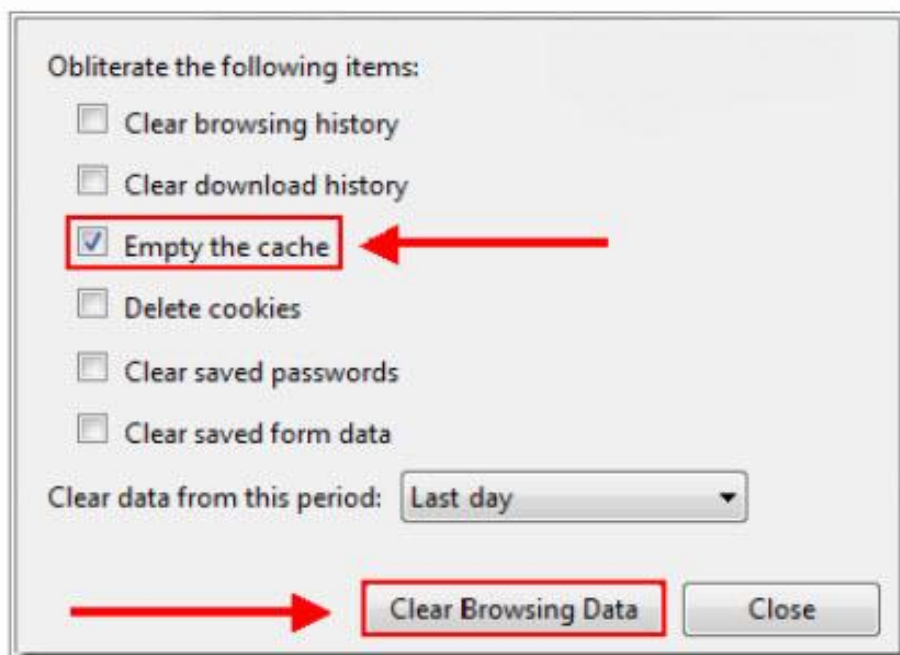 Obliterate the following items:
Clear browsing history
Clear download history
Empty the cache
Delete cookies
Clear saved passwords
Clear saved form data
Clear data from this period: Last day
Clear Browsing Data Close